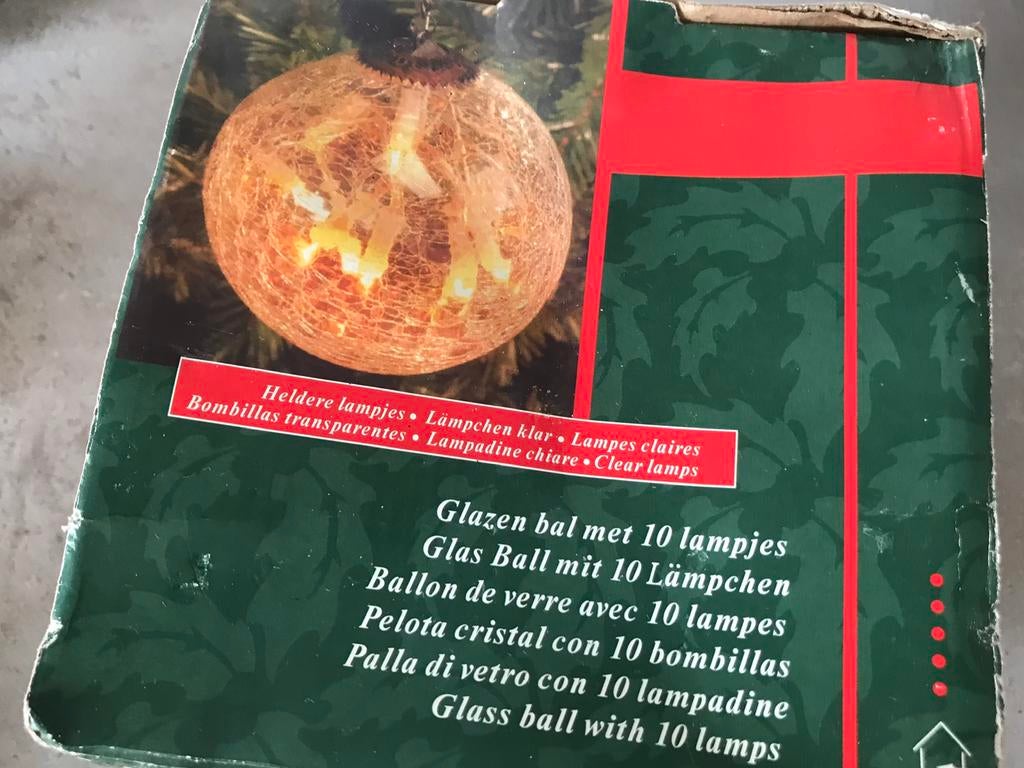 Heldere lampjes • Lämpchen klar • Lampes claires
Bombillas transparentes • Lampadine chiare • Clear lamps
Glazen bal met 10 lampjes
Glas Ball mit 10 Lämpchen
Ballon de verre avec 10 lampes
Pelota cristal con 10 bombillas
Palla di vetro con 10 lampadine
Glass ball with 10 lamps